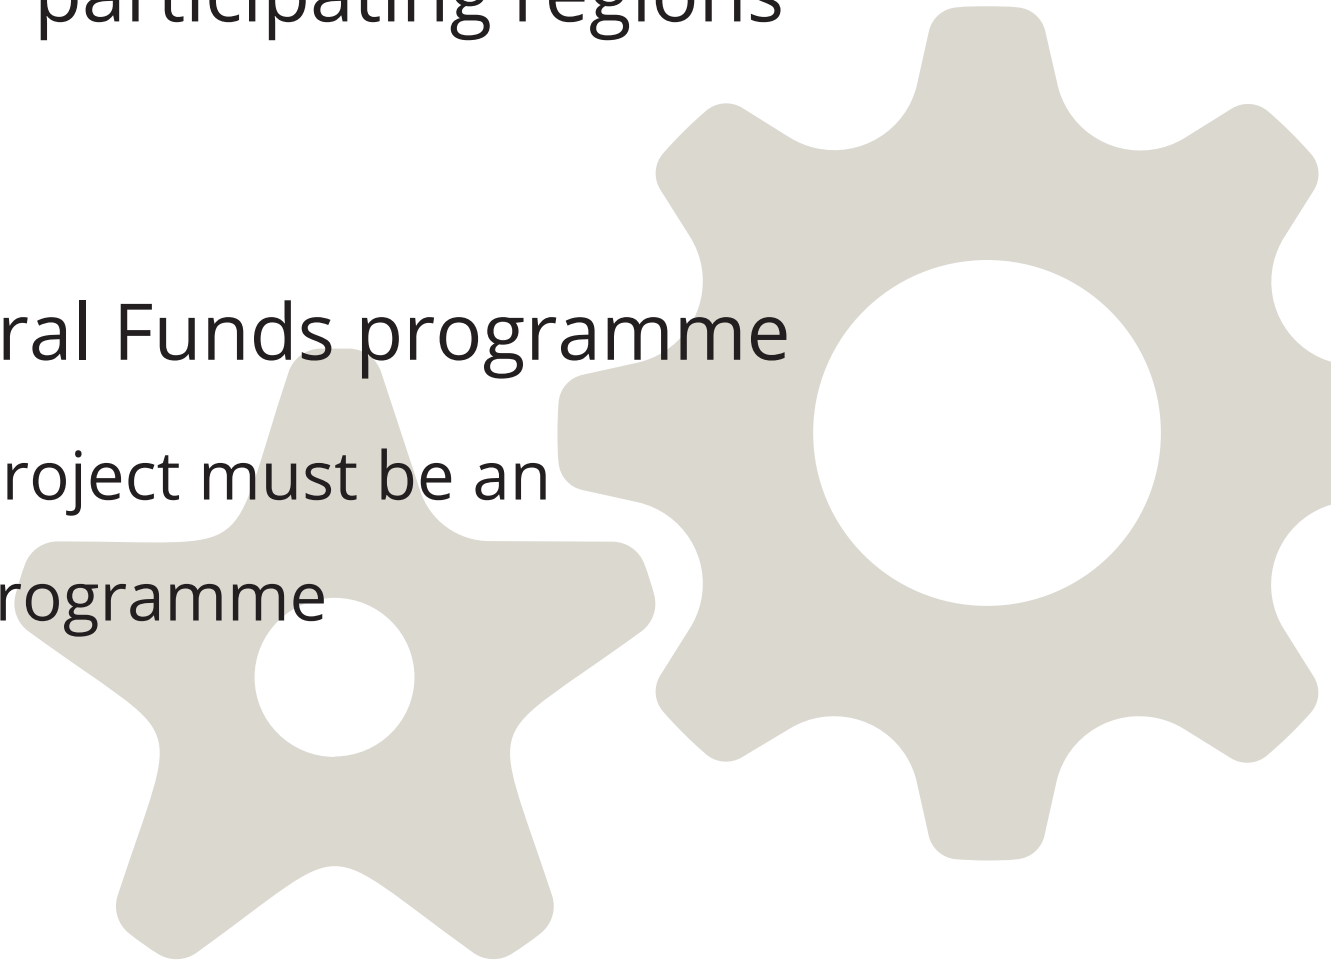 participating regions
ral Funds programme
roject must be an
rogramme